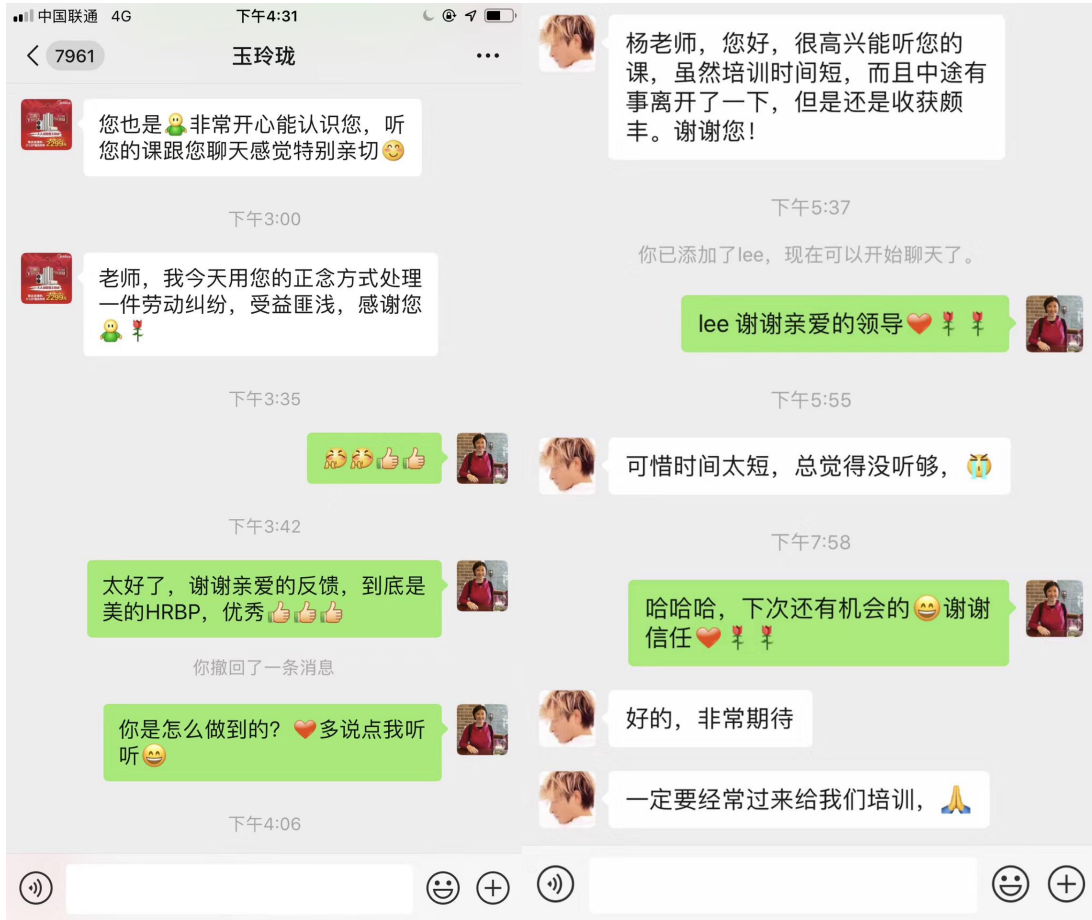 中国联通 4G 下午4:31
7961 玉玲珑
您也是非常开心能认识您，听
您的课跟您聊天感觉特别亲切😊
下午3:00
老师，我今天用您的正念方式处理
一件劳动纠纷，受益匪浅，感谢您
🌹
下午3:35
👍👍
下午3:42
太好了，谢谢亲爱的反馈，到底是
美的HRBP，优秀👍👍👍
你撤回了一条消息
你是怎么做到的？❤️多说点我听
听😄
下午4:06
杨老师，您好，很高兴能听您的
课，虽然培训时间短，而且中途有
事离开了一下，但是还是收获颇
丰。谢谢您！
下午5:37
你已添加了lee，现在可以开始聊天了。
lee 谢谢亲爱的领导❤️🌹🌹
下午5:55
可惜时间太短，总觉得没听够，😭
下午7:58
哈哈哈，下次还有机会的😄谢谢
信任❤️🌹🌹
好的，非常期待
一定要经常过来给我们培训，🙏